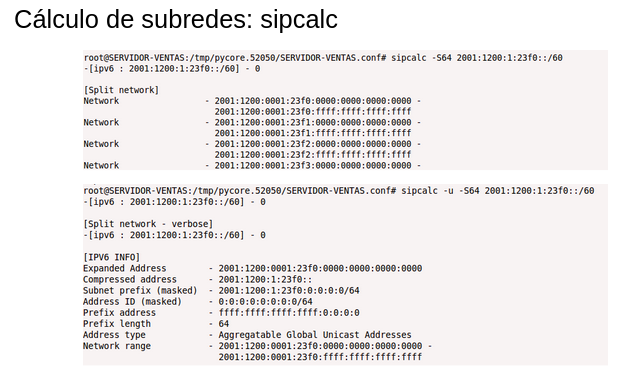 Cálculo de subredes: sipcalc
root@SERVIDOR-VENTAS:/tmp/pycore.52050/SERVIDOR-VENTAS.conf# sipcalc -S64 2001:1200:1:23f0::/60
-[ipv6 : 2001:1200:1:23f0::/60] - 0
[Split network]
Network - 2001:1200:0001:23f0:0000:0000:0000:0000 -
2001:1200:0001:23f0:ffff:ffff:ffff:ffff
Network - 2001:1200:0001:23f1:0000:0000:0000:0000 -
2001:1200:0001:23f1:ffff:ffff:ffff:ffff
Network - 2001:1200:0001:23f2:0000:0000:0000:0000 -
2001:1200:0001:23f2:ffff:ffff:ffff:ffff
Network - 2001:1200:0001:23f3:0000:0000:0000:0000 -
root@SERVIDOR-VENTAS:/tmp/pycore.52050/SERVIDOR-VENTAS.conf# sipcalc -u -S64 2001:1200:1:23f0::/60
-[ipv6 : 2001:1200:1:23f0::/60] - 0
[Split network - verbose]
-[ipv6 : 2001:1200:1:23f0::/60] - 0
[IPV6 INFO]
Expanded Address - 2001:1200:0001:23f0:0000:0000:0000:0000
Compressed address - 2001:1200:1:23f0::
Subnet prefix (masked) - 2001:1200:1:23f0:0:0:0:0/64
Address ID (masked) - 0:0:0:0:0:0:0:0/64
Prefix address - ffff:ffff:ffff:ffff:0:0:0:0
Prefix length - 64
Address type - Aggregatable Global Unicast Addresses
Network range - 2001:1200:0001:23f0:0000:0000:0000:0000 -
2001:1200:0001:23f0:ffff:ffff:ffff:ffff